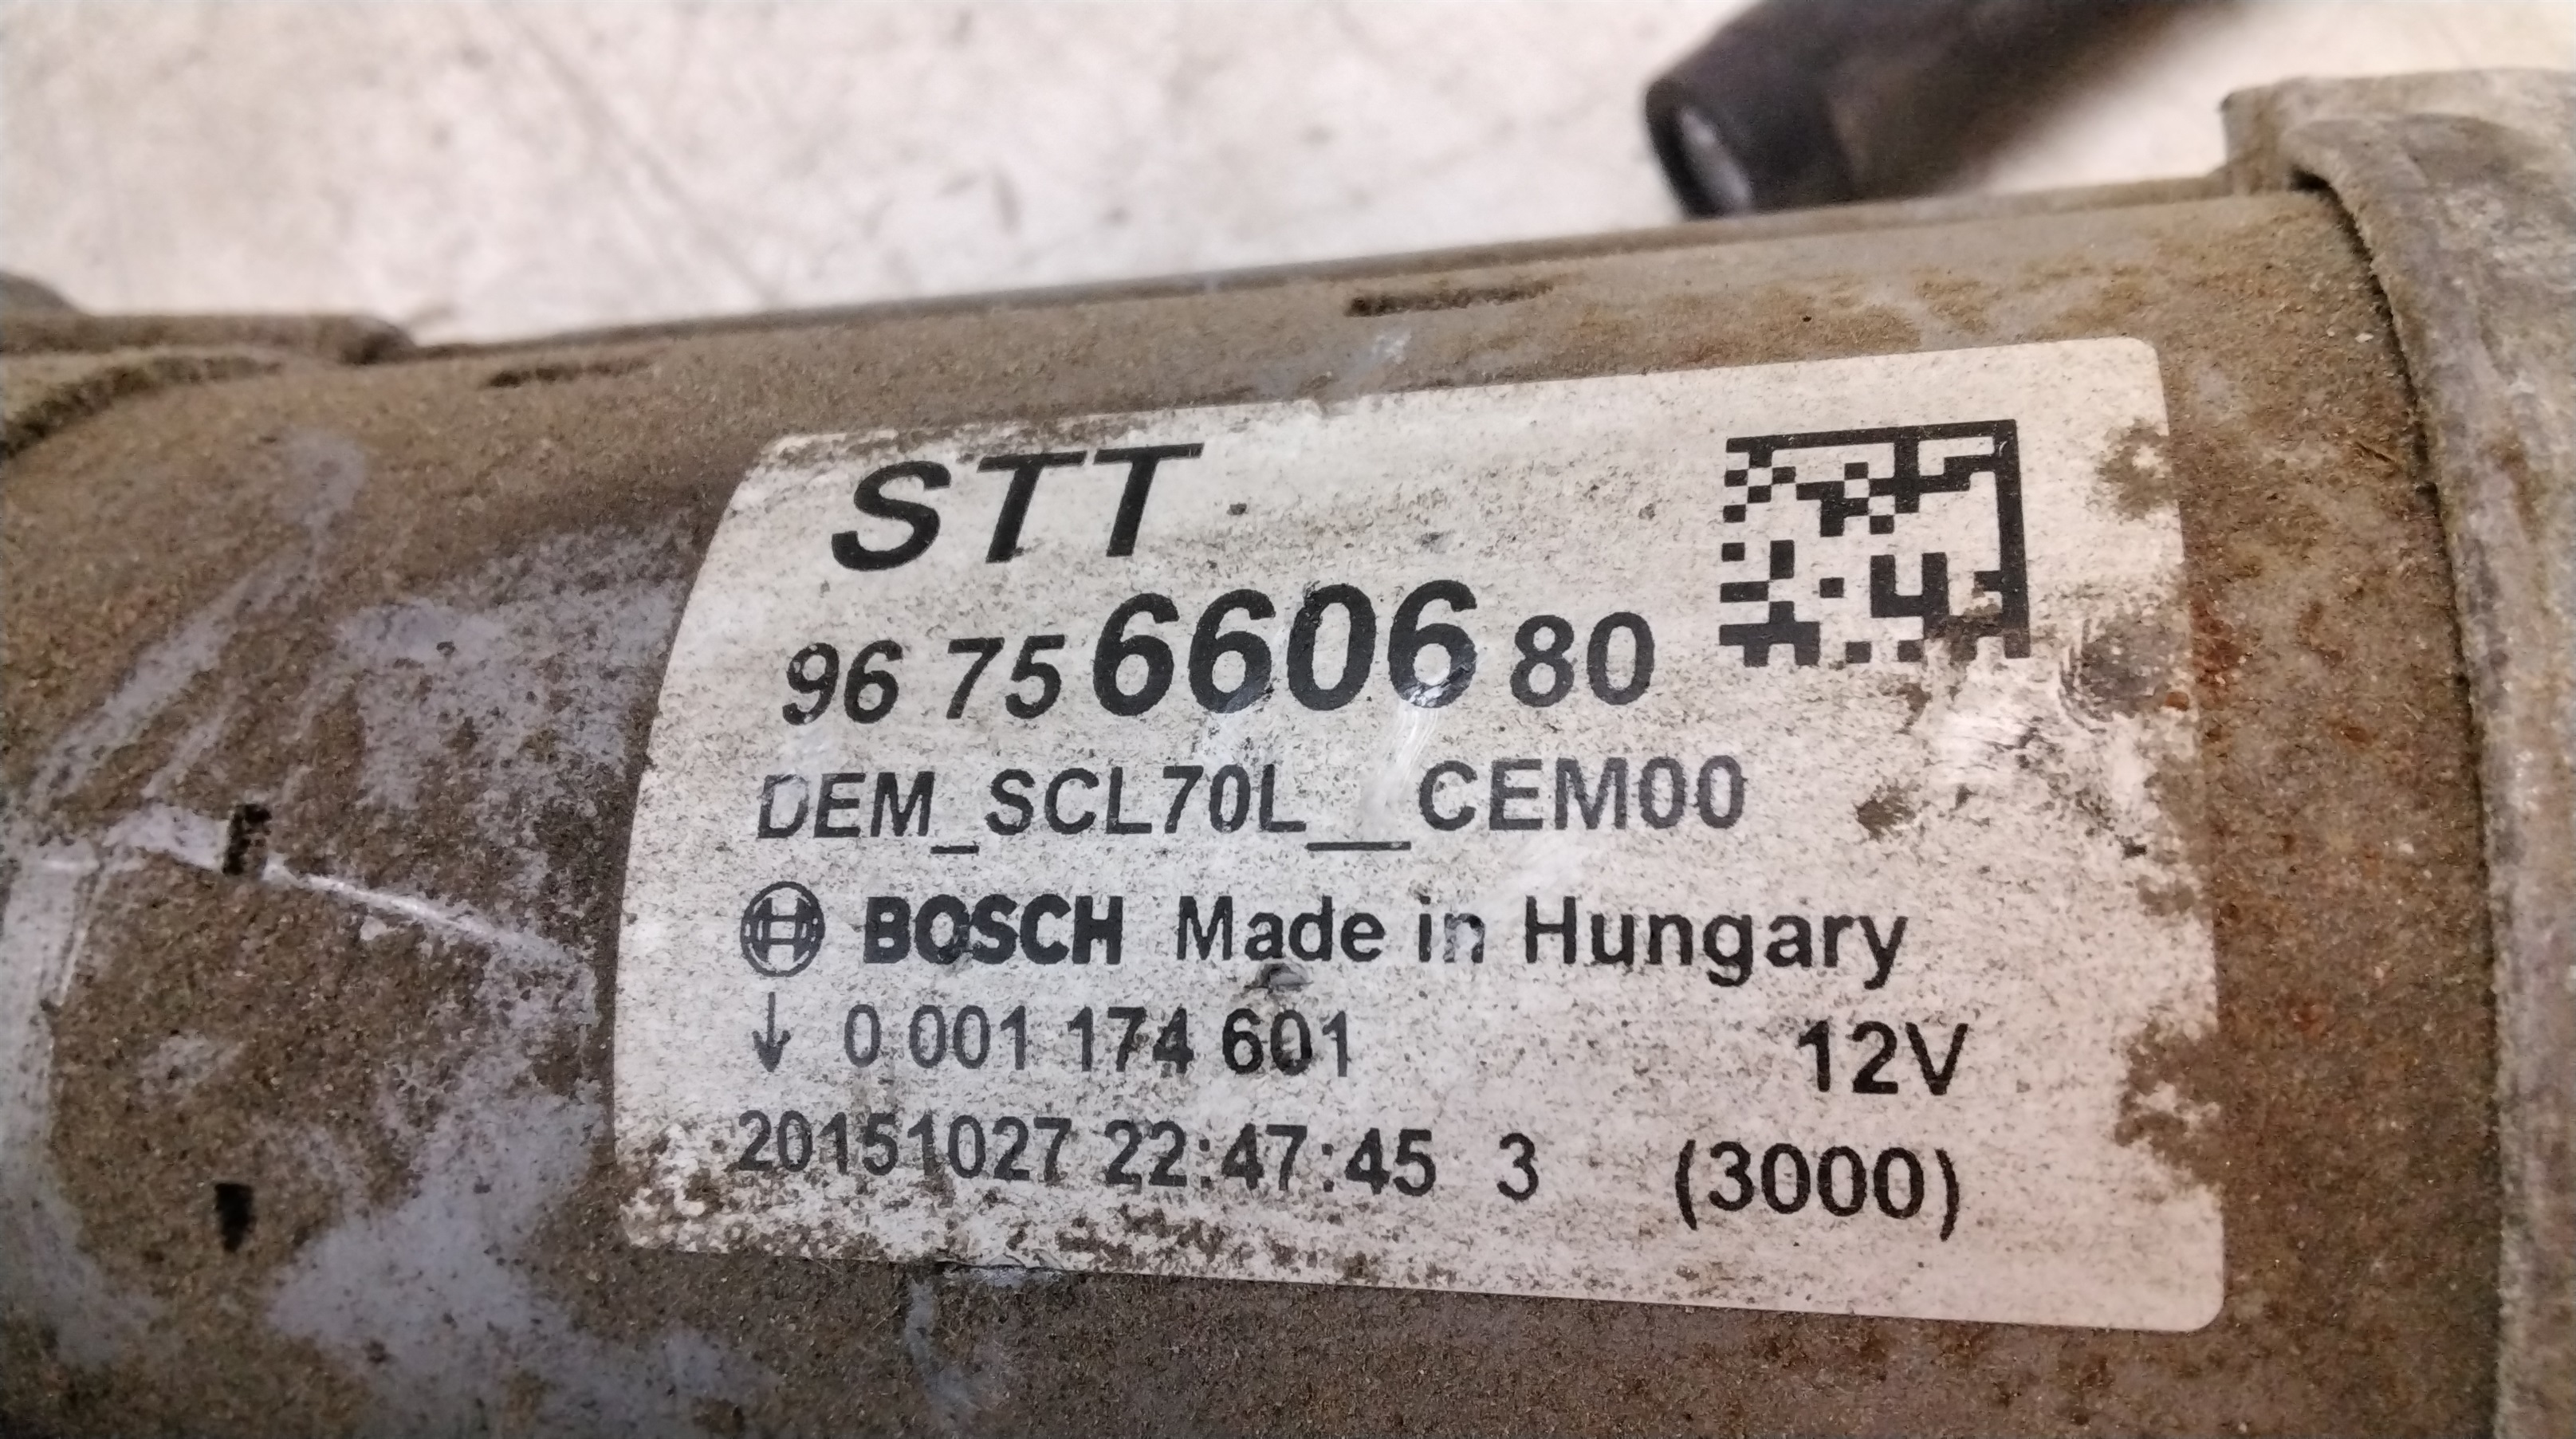 STT
96 75 6606 80
DEM_SCL70L__CEM00
BOSCH Made in Hungary
↓ 0 001 174 601 12V
20151027 22:47:45 3 (3000)